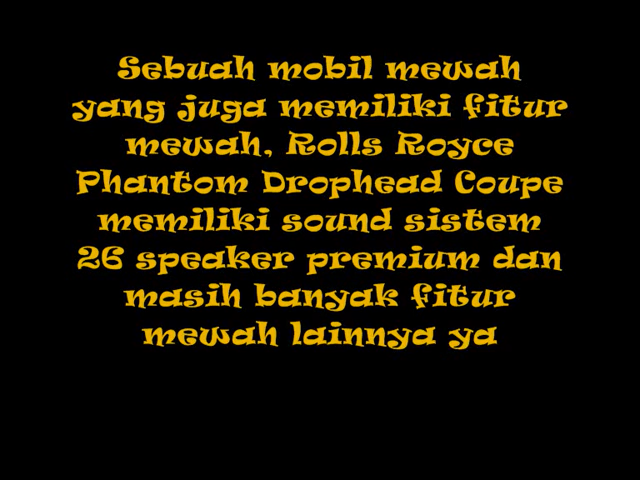 Sebuah mobil mewah
yang juga memiliki fitur
mewah, Rolls Royce
Phantom Drophead Coupe
memiliki sound sistem
26 speaker premium dan
masih banyak fitur
mewah lainnya ya